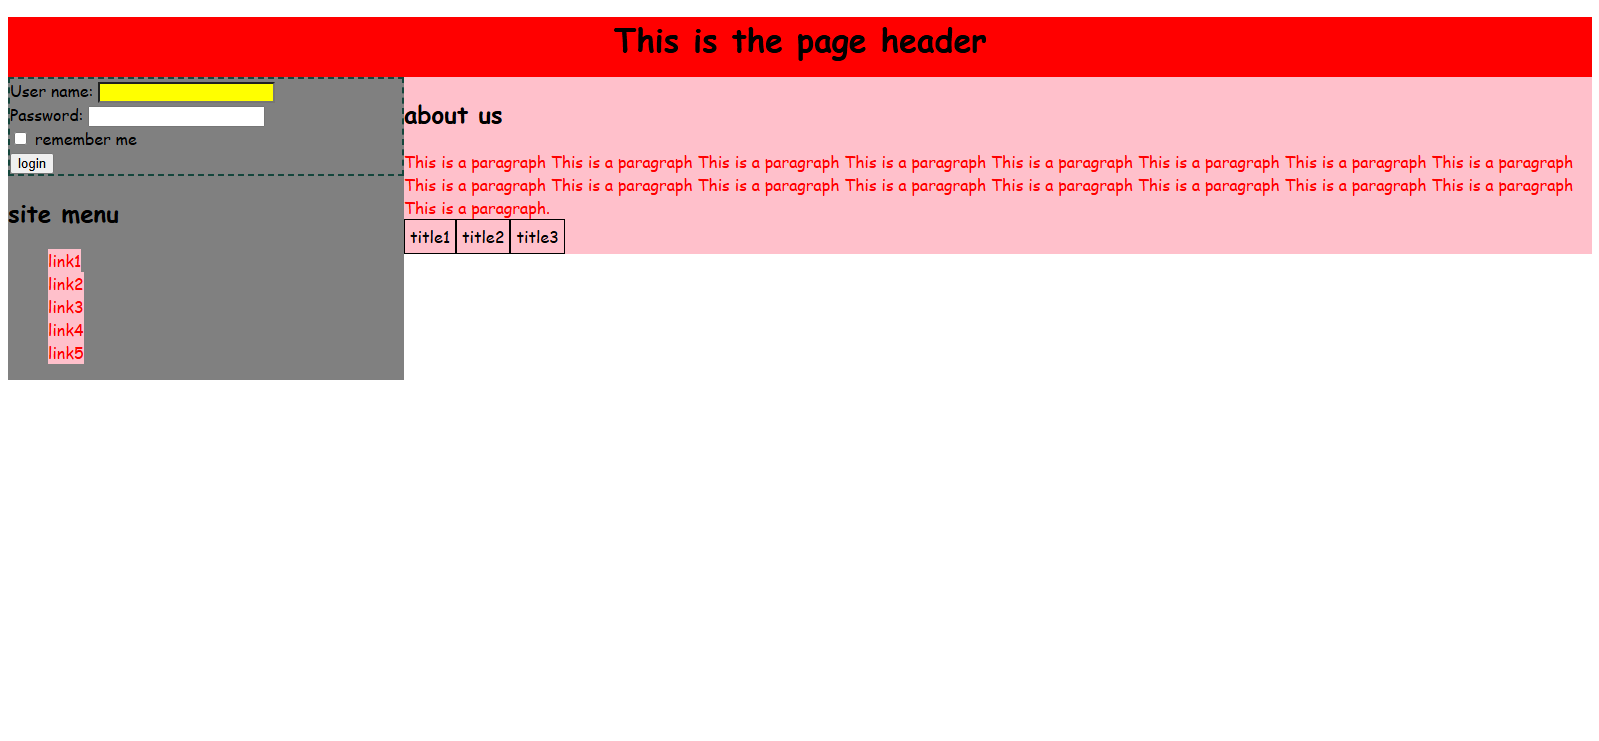 This is the page header
User name:
Password:
remember me
login
site menu
link1
link2
link3
link4
link5
about us
This is a paragraph This is a paragraph This is a paragraph This is a paragraph This is a paragraph This is a paragraph This is a paragraph This is a paragraph
This is a paragraph This is a paragraph This is a paragraph This is a paragraph This is a paragraph This is a paragraph This is a paragraph This is a paragraph
This is a paragraph.
title1 title2 title3